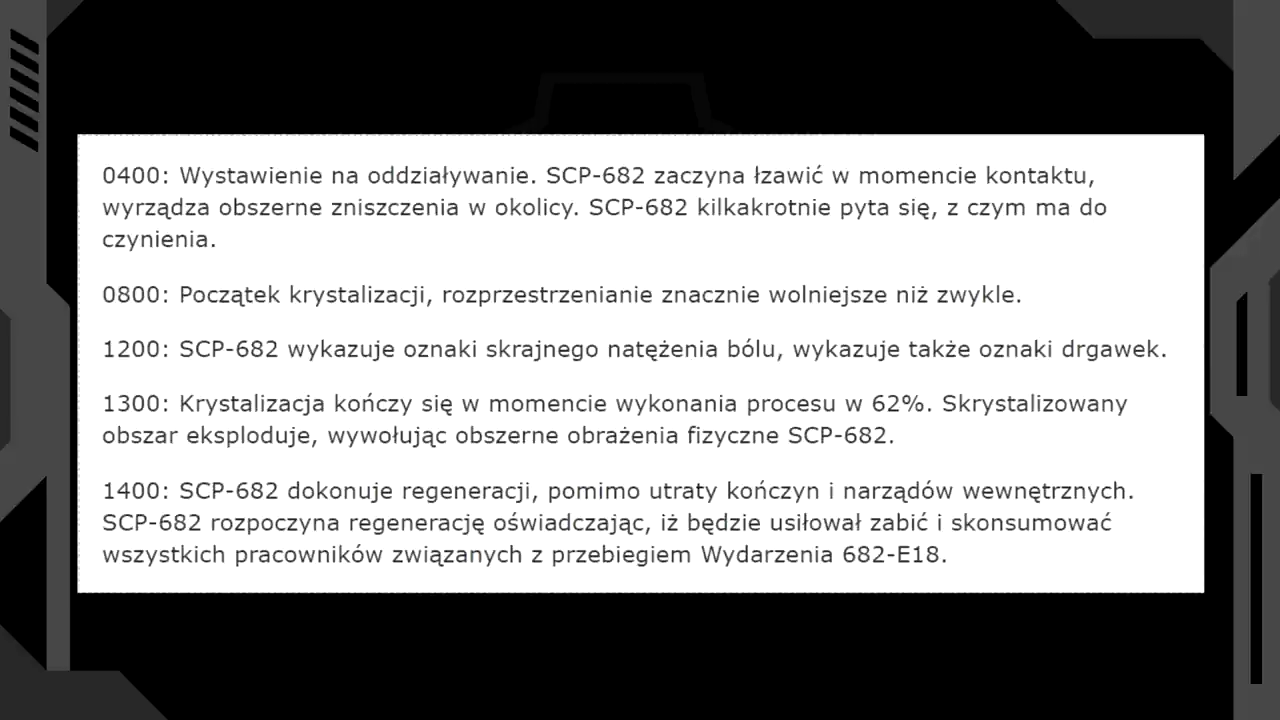 0400: Wystawienie na oddziaływanie. SCP-682 zaczyna łzawić w momencie kontaktu,
wyrządza obszerne zniszczenia w okolicy. SCP-682 kilkakrotnie pyta się, z czym ma do
czynienia.
0800: Początek krystalizacji, rozprzestrzenianie znacznie wolniejsze niż zwykle.
1200: SCP-682 wykazuje oznaki skrajnego natężenia bólu, wykazuje także oznaki drgawek.
1300: Krystalizacja kończy się w momencie wykonania procesu w 62%. Skrystalizowany
obszar eksploduje, wywołując obszerne obrażenia fizyczne SCP-682.
1400: SCP-682 dokonuje regeneracji, pomimo utraty kończyn i narządów wewnętrznych.
SCP-682 rozpoczyna regenerację oświadczając, iż będzie usiłował zabić i skonsumować
wszystkich pracowników związanych z przebiegiem Wydarzenia 682-E18.